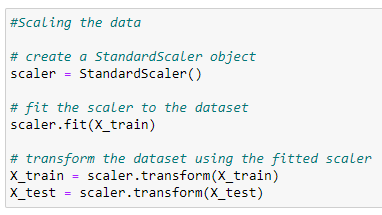 #Scaling the data
# create a StandardScaler object
scaler = StandardScaler()
# fit the scaler to the dataset
scaler.fit(X_train)
# transform the dataset using the fitted scaler
X_train = scaler.transform(X_train)
X_test = scaler.transform(X_test)